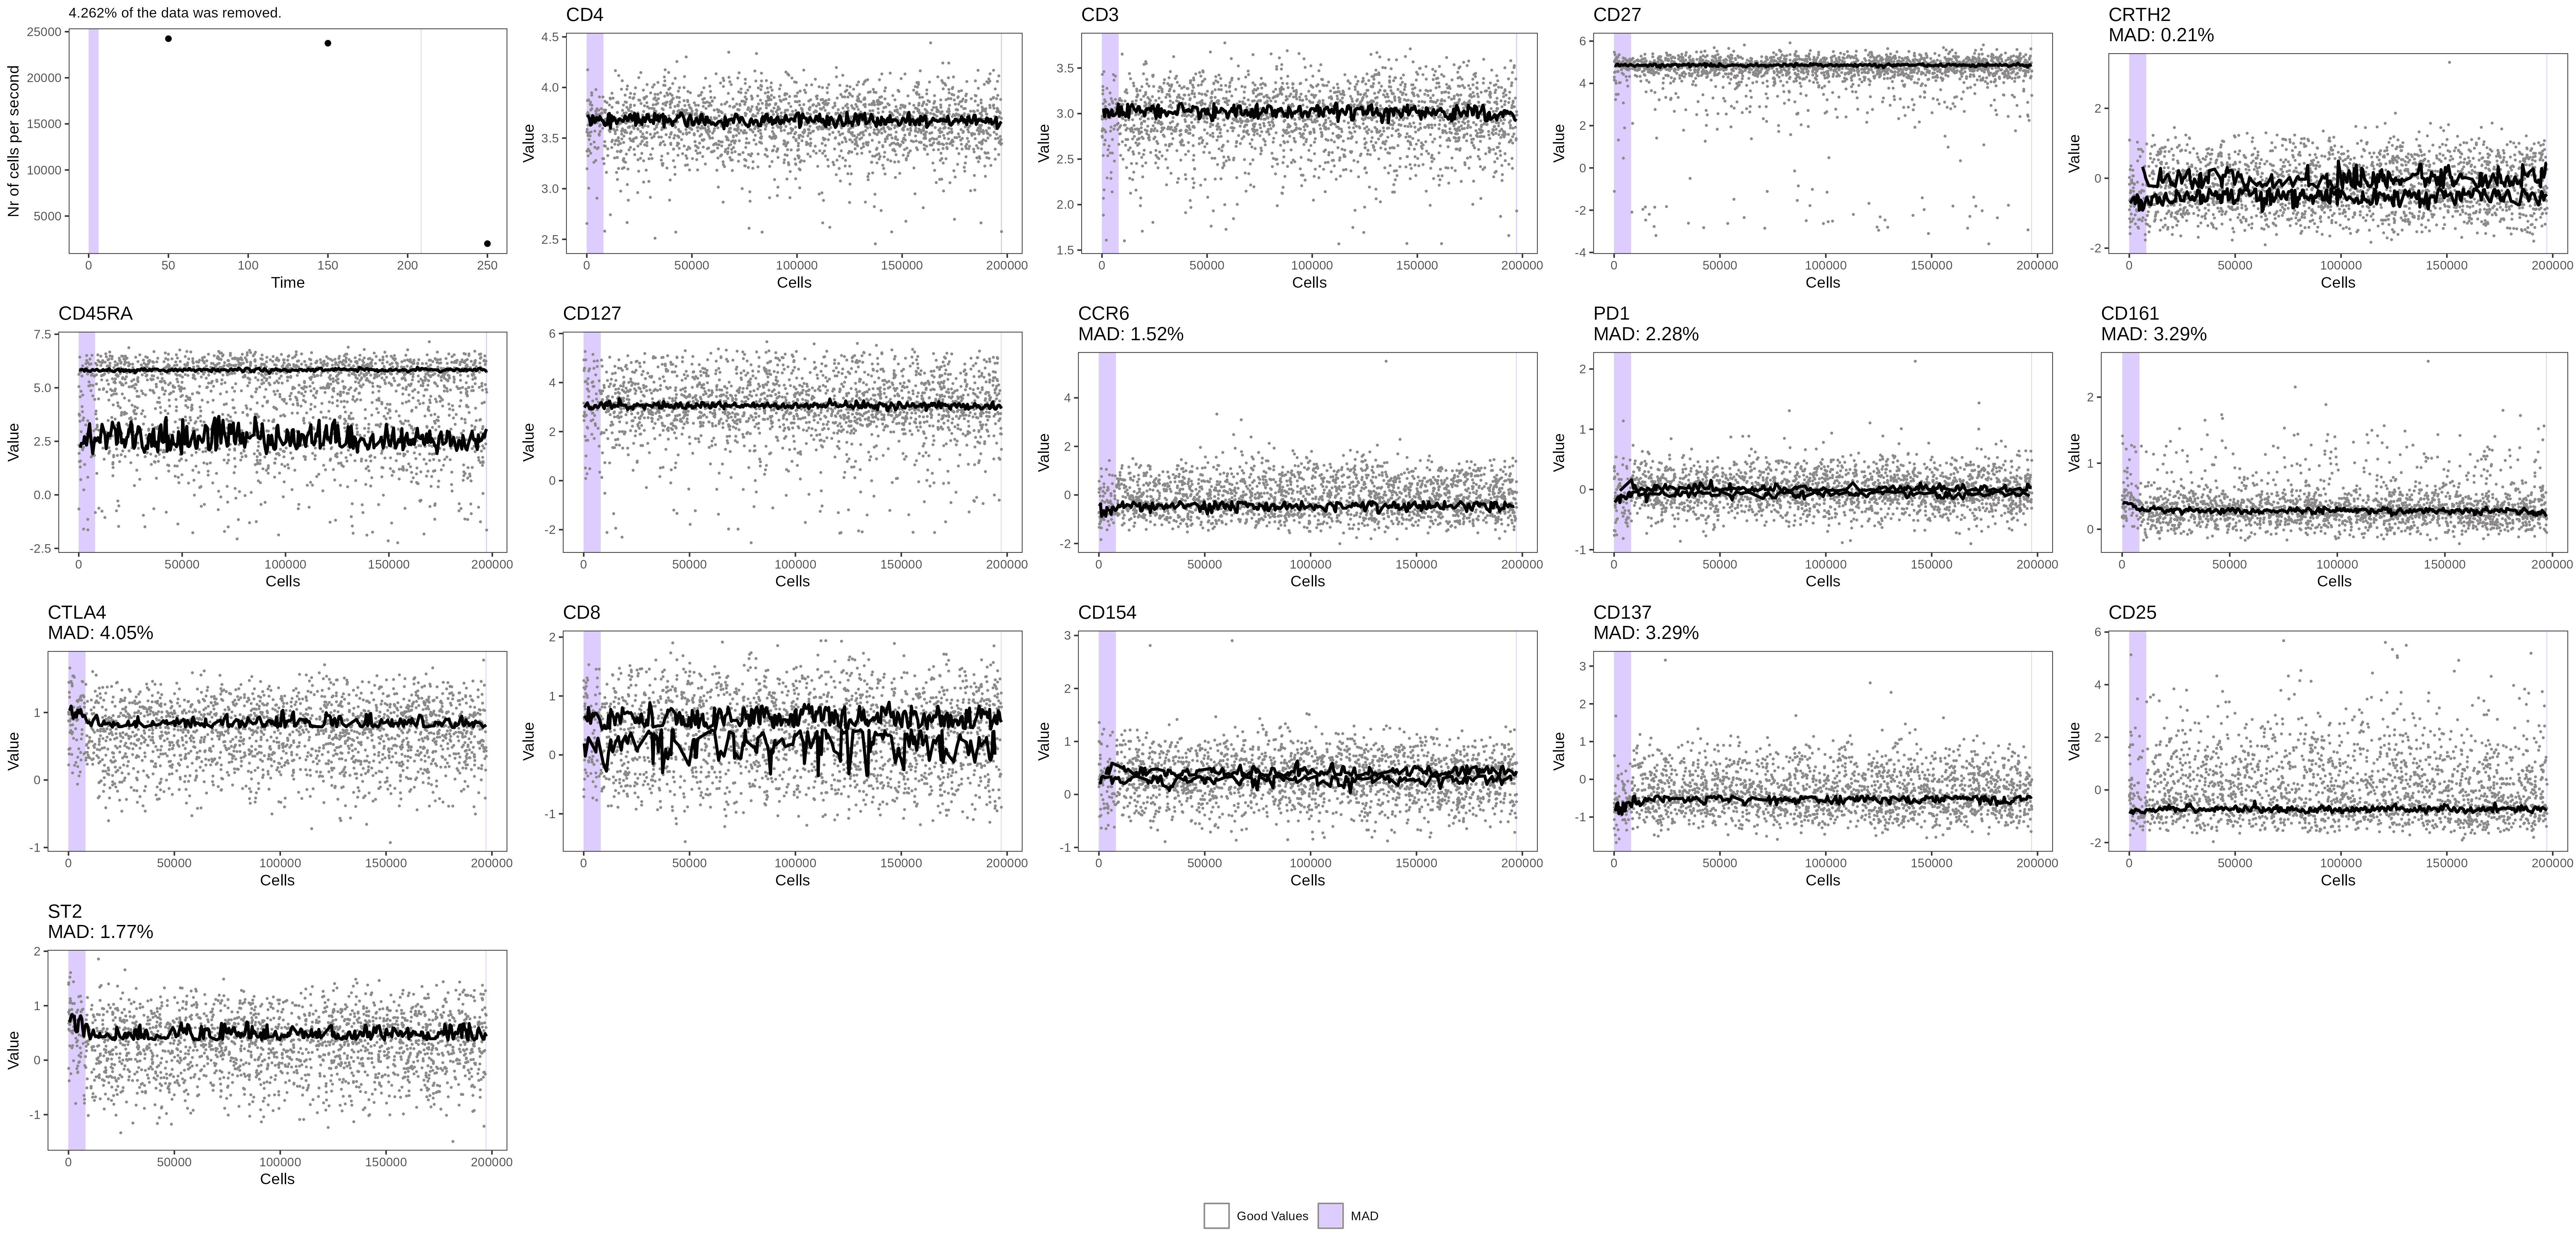 4.262% of the data was removed.
Nr of cells per second
25000
20000
15000
10000
5000
0 50 100 150 200 250
Time
CD4
Value
4.5
4.0
3.5
3.0
2.5
0 50000 100000 150000 200000
Cells
CD3
Value
3.5
3.0
2.5
2.0
1.5
0 50000 100000 150000 200000
Cells
CD27
Value
6
4
2
0
-2
-4
0 50000 100000 150000 200000
Cells
CRTH2
MAD: 0.21%
Value
2
0
-2
0 50000 100000 150000 200000
Cells
CD45RA
Value
7.5
5.0
2.5
0.0
-2.5
0 50000 100000 150000 200000
Cells
CD127
Value
6
4
2
0
-2
0 50000 100000 150000 200000
Cells
CCR6
MAD: 1.52%
Value
4
2
0
-2
0 50000 100000 150000 200000
Cells
PD1
MAD: 2.28%
Value
2
1
0
-1
0 50000 100000 150000 200000
Cells
CD161
MAD: 3.29%
Value
2
1
0
0 50000 100000 150000 200000
Cells
CTLA4
MAD: 4.05%
Value
1
0
-1
0 50000 100000 150000 200000
Cells
CD8
Value
2
1
0
-1
0 50000 100000 150000 200000
Cells
CD154
Value
3
2
1
0
-1
0 50000 100000 150000 200000
Cells
CD137
MAD: 3.29%
Value
3
2
1
0
-1
0 50000 100000 150000 200000
Cells
CD25
Value
6
4
2
0
-2
0 50000 100000 150000 200000
Cells
ST2
MAD: 1.77%
Value
2
1
0
-1
0 50000 100000 150000 200000
Cells
Good Values MAD